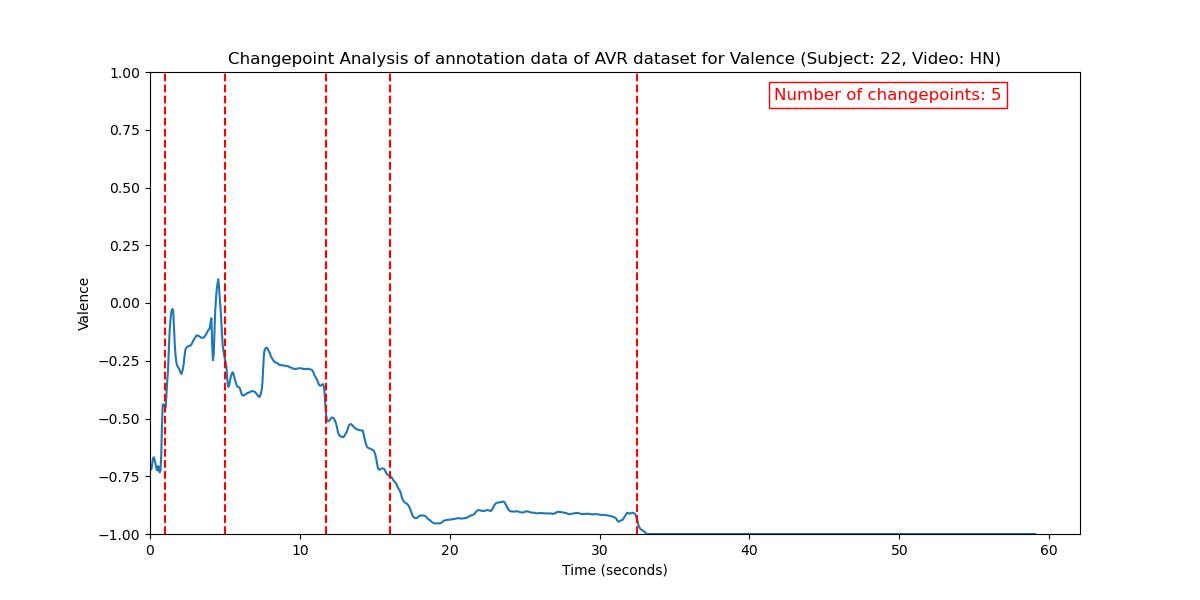 Changepoint Analysis of annotation data of AVR dataset for Valence (Subject: 22, Video: HN)
Number of changepoints: 5
1.00
0.75
0.50
0.25
0.00
−0.25
−0.50
−0.75
−1.00
Valence
0 10 20 30 40 50 60
Time (seconds)